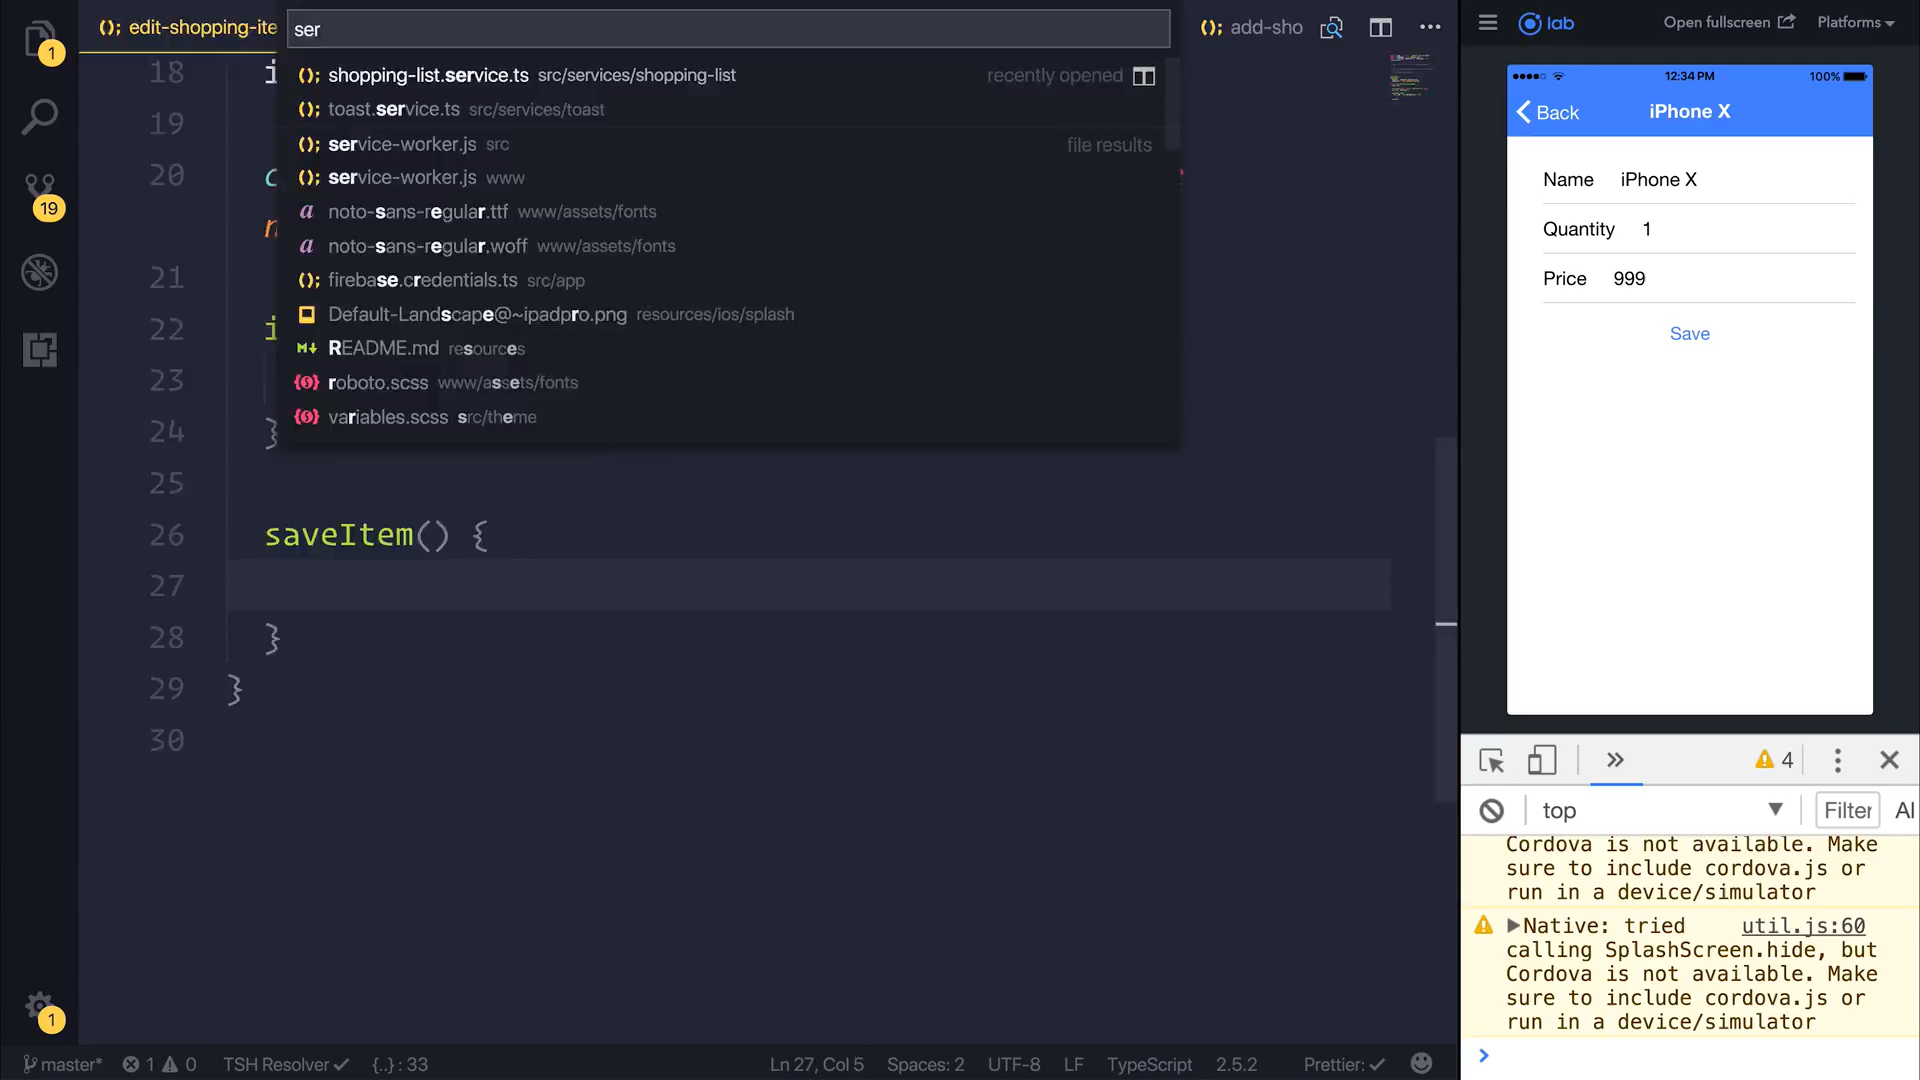 edit-shopping-ite
ser
add-sho
shopping-list.service.ts src/services/shopping-list recently opened
toast.service.ts src/services/toast
service-worker.js src file results
service-worker.js www
noto-sans-regular.ttf www/assets/fonts
noto-sans-regular.woff www/assets/fonts
firebase.credentials.ts src/app
Default-Landscape@~ipadpro.png resources/ios/splash
README.md resources
roboto.scss www/assets/fonts
variables.scss src/theme
18 i
19
20 c
n
21
22 i
23
24 }
25
26 saveItem() {
27
28 }
29 }
30
1
19
1
master* 1 0 TSH Resolver {..} : 33 Ln 27, Col 5 Spaces: 2 UTF-8 LF TypeScript 2.5.2 Prettier:
lab Open fullscreen Platforms
12:34 PM 100%
Back iPhone X
Name iPhone X
Quantity 1
Price 999
Save
4
top Filter Al
Cordova is not available. Make
sure to include cordova.js or
run in a device/simulator
Native: tried util.js:60
calling SplashScreen.hide, but
Cordova is not available. Make
sure to include cordova.js or
run in a device/simulator